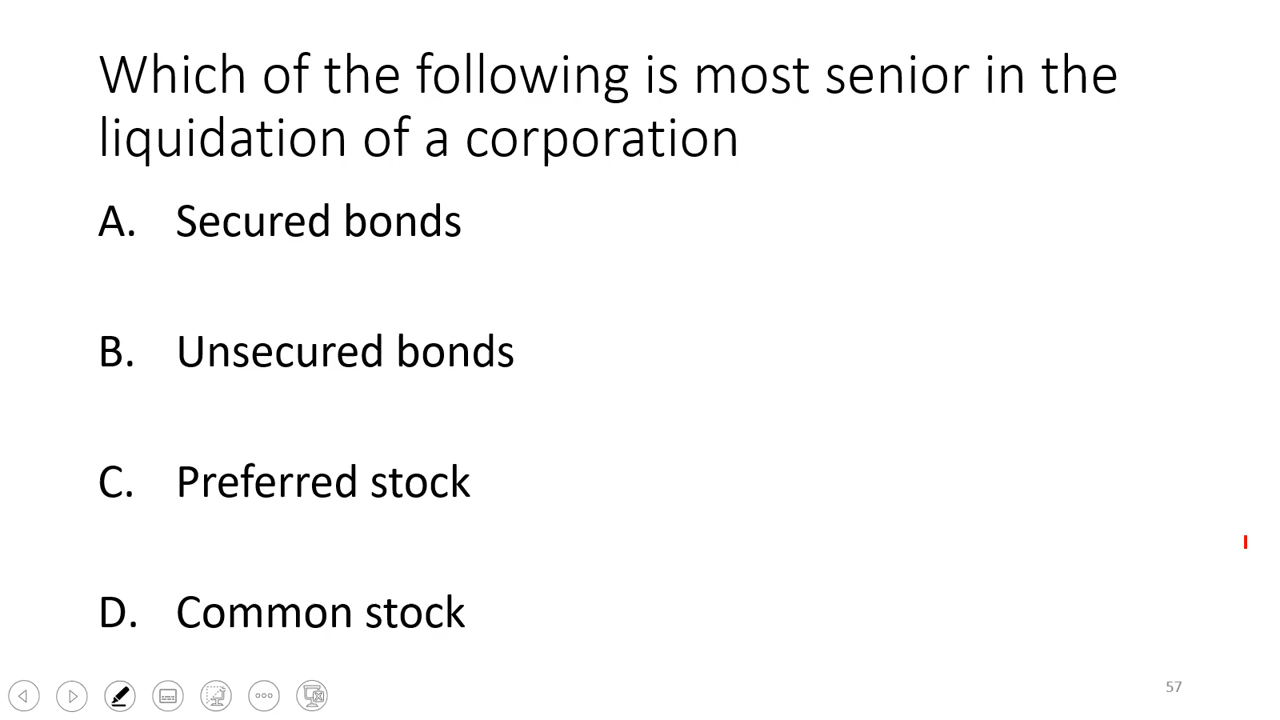 Which of the following is most senior in the
liquidation of a corporation
A. Secured bonds
B. Unsecured bonds
C. Preferred stock
D. Common stock
57